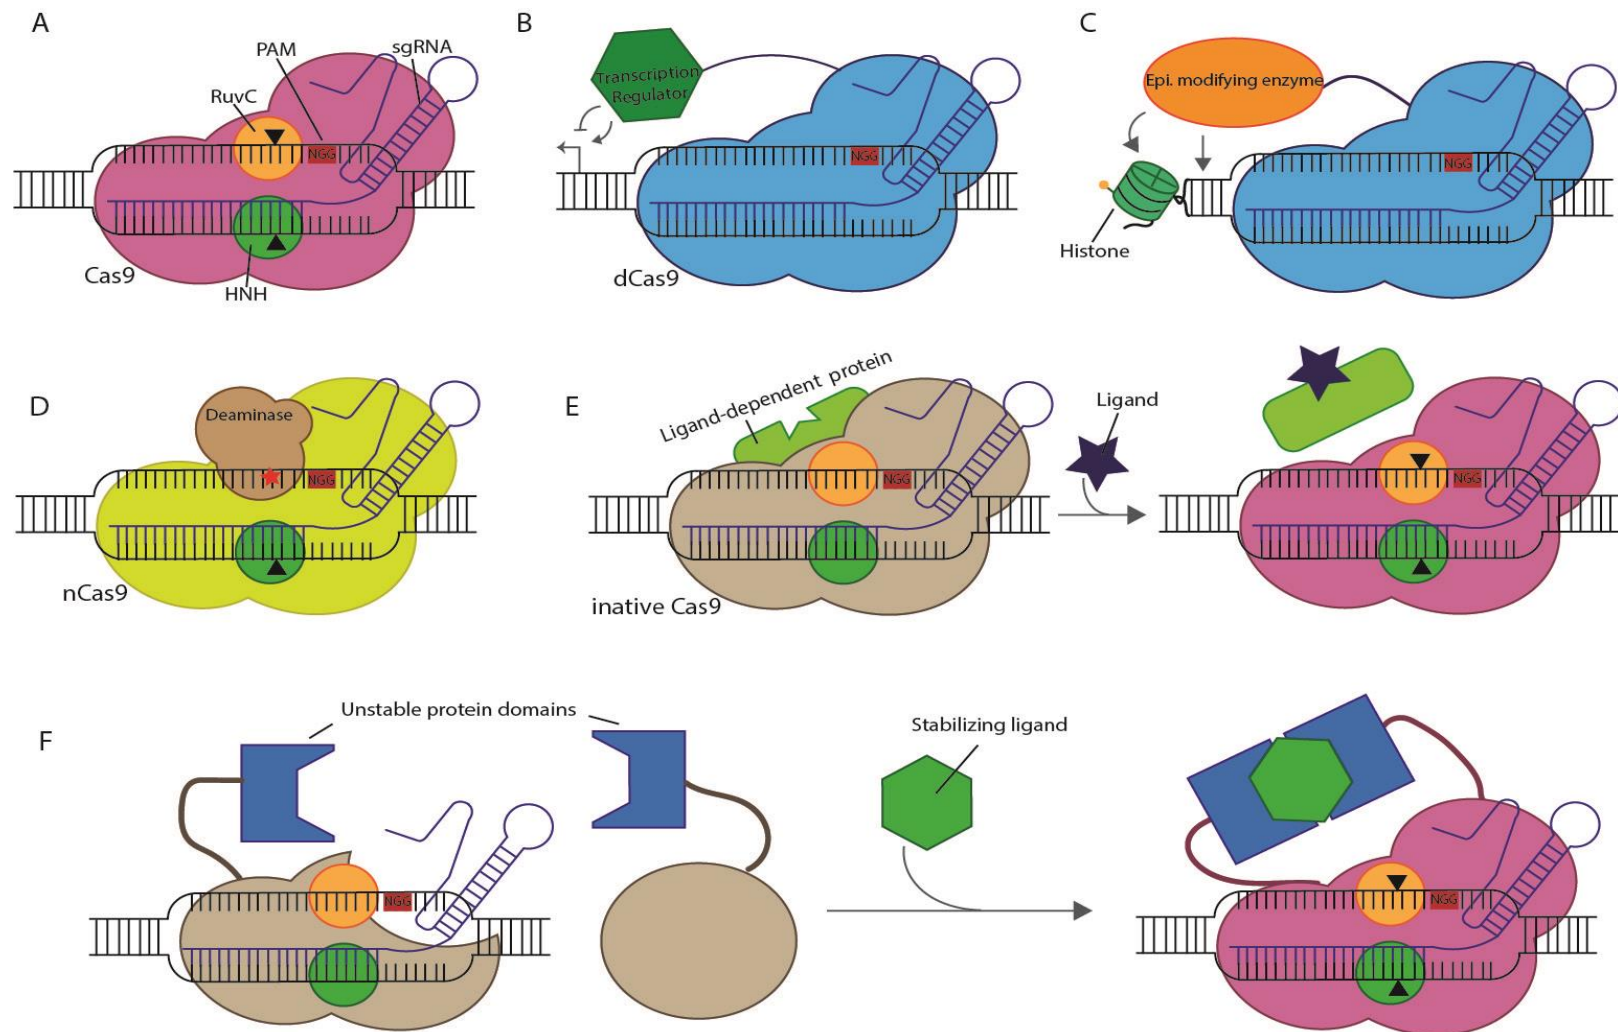 A
PAM
sgRNA
RuvC
NGG
Cas9
HNH
B
Transcription
Regulator
NGG
dCas9
C
Epi. modifying enzyme
NGG
Histone
D
Deaminase
NGG
nCas9
E
Ligand-dependent protein
NGG
inative Cas9
Ligand
NGG
F
Unstable protein domains
NGG
Stabilizing ligand
NGG